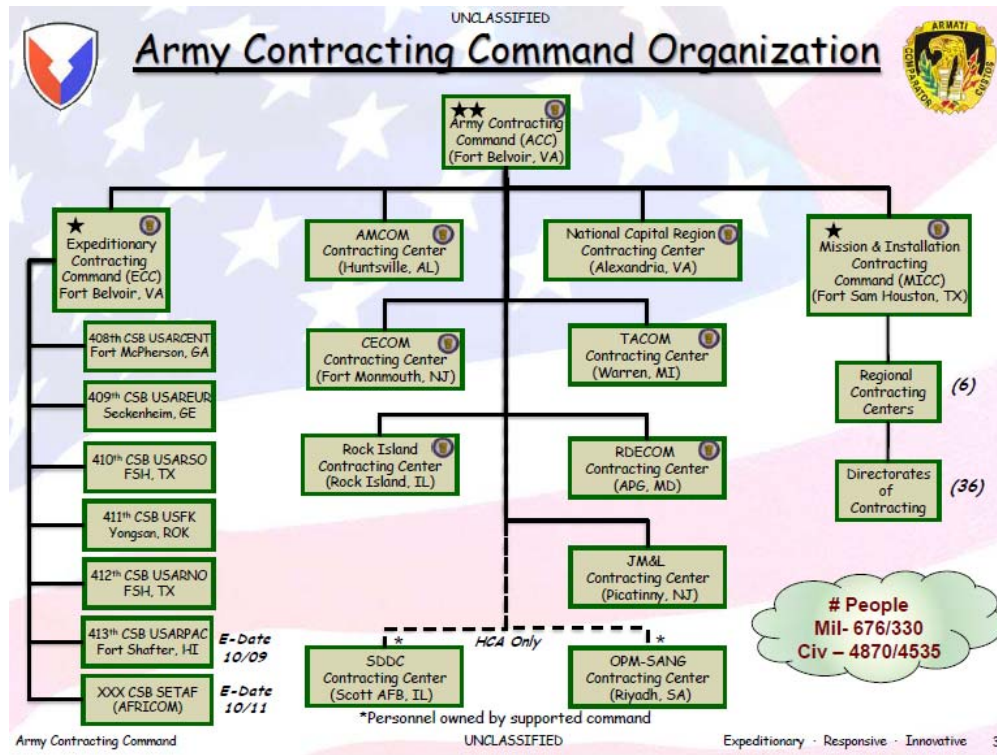 UNCLASSIFIED
Army Contracting Command Organization
ARMATI
COMPARATOR
CUSTOS
Army Contracting
Command (ACC)
(Fort Belvoir, VA)
Expeditionary
Contracting
Command (ECC)
Fort Belvoir, VA
AMCOM
Contracting Center
(Huntsville, AL)
National Capital Region
Contracting Center
(Alexandria, VA)
Mission & Installation
Contracting
Command (MICC)
(Fort Sam Houston, TX)
408th CSB USARCENT
Fort McPherson, GA
409th CSB USAREUR
Seckenheim, GE
410th CSB USARSO
FSH, TX
411th CSB USFK
Yongsan, ROK
412th CSB USARNO
FSH, TX
413th CSB USARPAC
Fort Shafter, HI
E-Date
10/09
XXX CSB SETAF
(AFRICOM)
E-Date
10/11
CECOM
Contracting Center
(Fort Monmouth, NJ)
TACOM
Contracting Center
(Warren, MI)
Rock Island
Contracting Center
(Rock Island, IL)
RDECOM
Contracting Center
(APG, MD)
JM&L
Contracting Center
(Picatinny, NJ)
Regional
Contracting
Centers
(6)
Directorates
of
Contracting
(36)
* HCA Only *
SDDC
Contracting Center
(Scott AFB, IL)
OPM-SANG
Contracting Center
(Riyadh, SA)
# People
Mil- 676/330
Civ – 4870/4535
*Personnel owned by supported command
Army Contracting Command
UNCLASSIFIED
Expeditionary · Responsive · Innovative 3